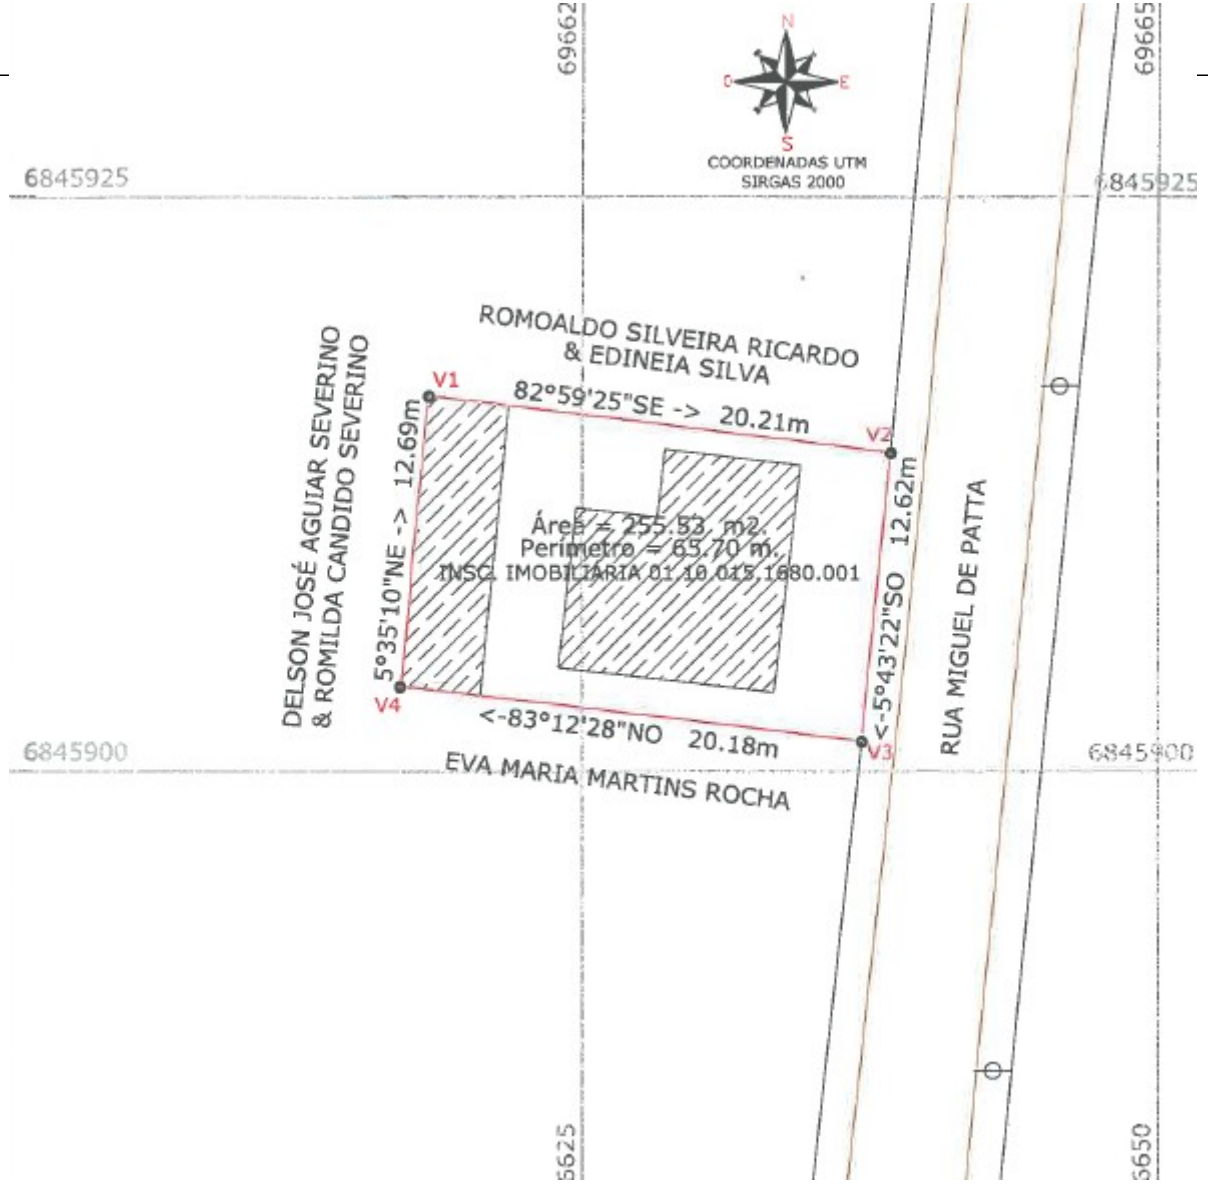 69662
69665
N
O
E
S
COORDENADAS UTM
SIRGAS 2000
6845925
6845925
ROMOALDO SILVEIRA RICARDO
& EDINEIA SILVA
DELSON JOSÉ AGUIAR SEVERINO
& ROMILDA CANDIDO SEVERINO
V1
82°59'25"SE -> 20.21m
V2
5°35'10"NE -> 12.69m
Área = 255.53 m2.
Perímetro = 65.70 m.
INSC. IMOBILIÁRIA 01.10.015.1680.001
<-5°43'22"SO 12.62m
RUA MIGUEL DE PATTA
V4
<-83°12'28"NO 20.18m
V3
6845900
6845900
EVA MARIA MARTINS ROCHA
6625
6650